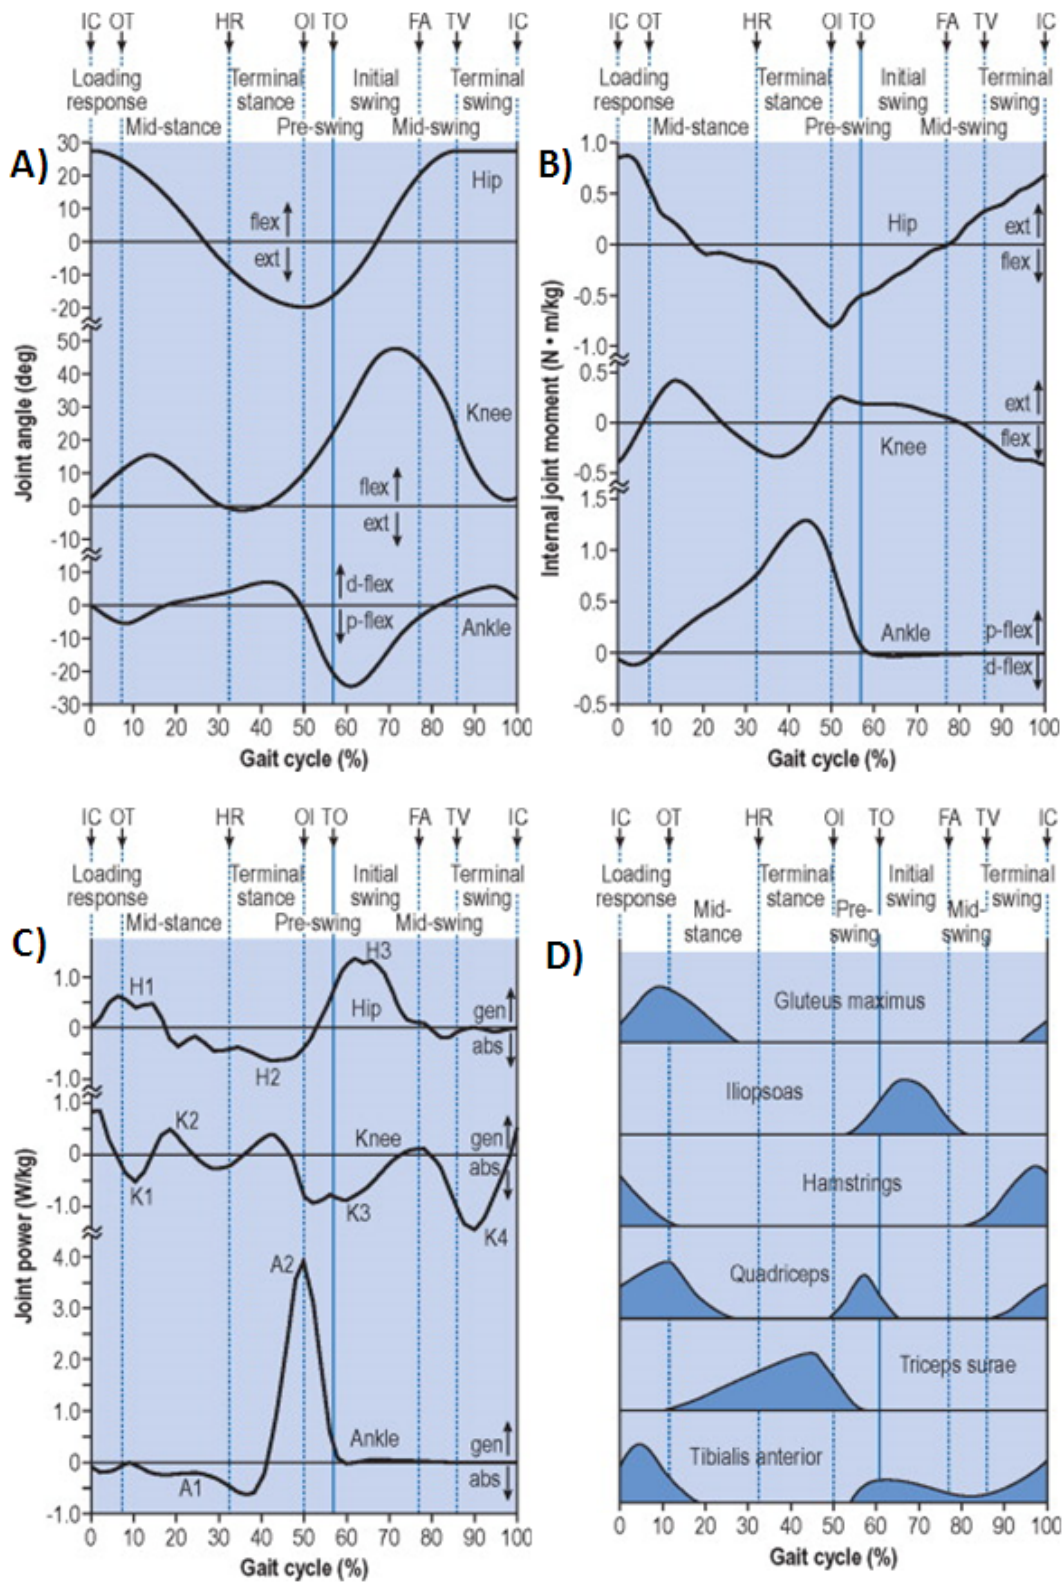 IC OT HR OI TO FA TV IC
Loading response
Mid-stance
Terminal stance
Pre-swing
Initial swing
Mid-swing
Terminal swing
A)
30
20
10
0
-10
-20
50
40
30
20
10
0
-10
10
0
-10
-20
-30
Joint angle (deg)
Hip
flex
ext
Knee
flex
ext
d-flex
p-flex
Ankle
0 10 20 30 40 50 60 70 80 90 100
Gait cycle (%)
IC OT HR OI TO FA TV IC
Loading response
Mid-stance
Terminal stance
Pre-swing
Initial swing
Mid-swing
Terminal swing
B)
1.0
0.5
0
-0.5
-1.0
0.5
0
-0.5
1.5
1.0
0.5
0
-0.5
Internal joint moment (N • m/kg)
Hip
ext
flex
Knee
ext
flex
Ankle
p-flex
d-flex
0 10 20 30 40 50 60 70 80 90 100
Gait cycle (%)
IC OT HR OI TO FA TV IC
Loading response
Mid-stance
Terminal stance
Pre-swing
Initial swing
Mid-swing
Terminal swing
C)
1.0
0
-1.0
1.0
0
-1.0
4.0
3.0
2.0
1.0
0
-1.0
Joint power (W/kg)
H1
H2
H3
Hip
gen
abs
K1
K2
Knee
K3
K4
gen
abs
A2
A1
Ankle
gen
abs
0 10 20 30 40 50 60 70 80 90 100
Gait cycle (%)
IC OT HR OI TO FA TV IC
Loading response
Mid-
stance
Terminal stance
Pre-
swing
Initial swing
Mid-
swing
Terminal swing
D)
Gluteus maximus
Iliopsoas
Hamstrings
Quadriceps
Triceps surae
Tibialis anterior
0 10 20 30 40 50 60 70 80 90 100
Gait cycle (%)